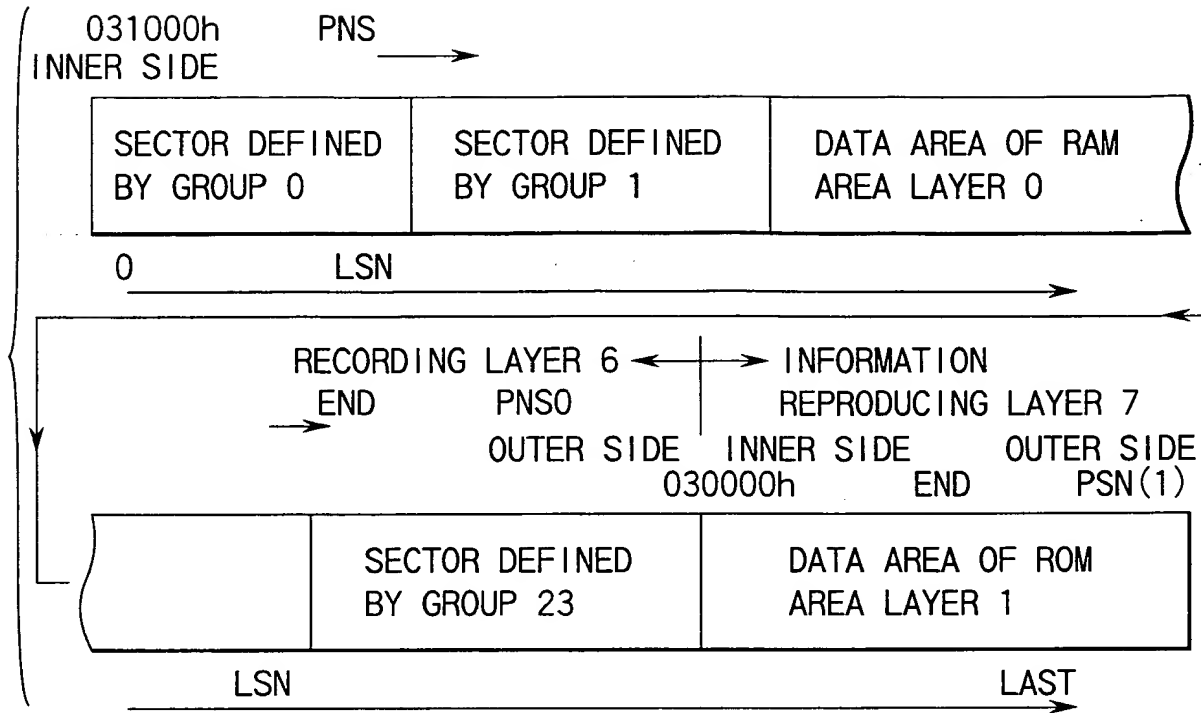 031000h PNS
INNER SIDE
SECTOR DEFINED BY GROUP 0
SECTOR DEFINED BY GROUP 1
DATA AREA OF RAM AREA LAYER 0
0 LSN
RECORDING LAYER 6
INFORMATION REPRODUCING LAYER 7
END PNS0
OUTER SIDE INNER SIDE OUTER SIDE
030000h END PSN(1)
SECTOR DEFINED BY GROUP 23
DATA AREA OF ROM AREA LAYER 1
LSN LAST